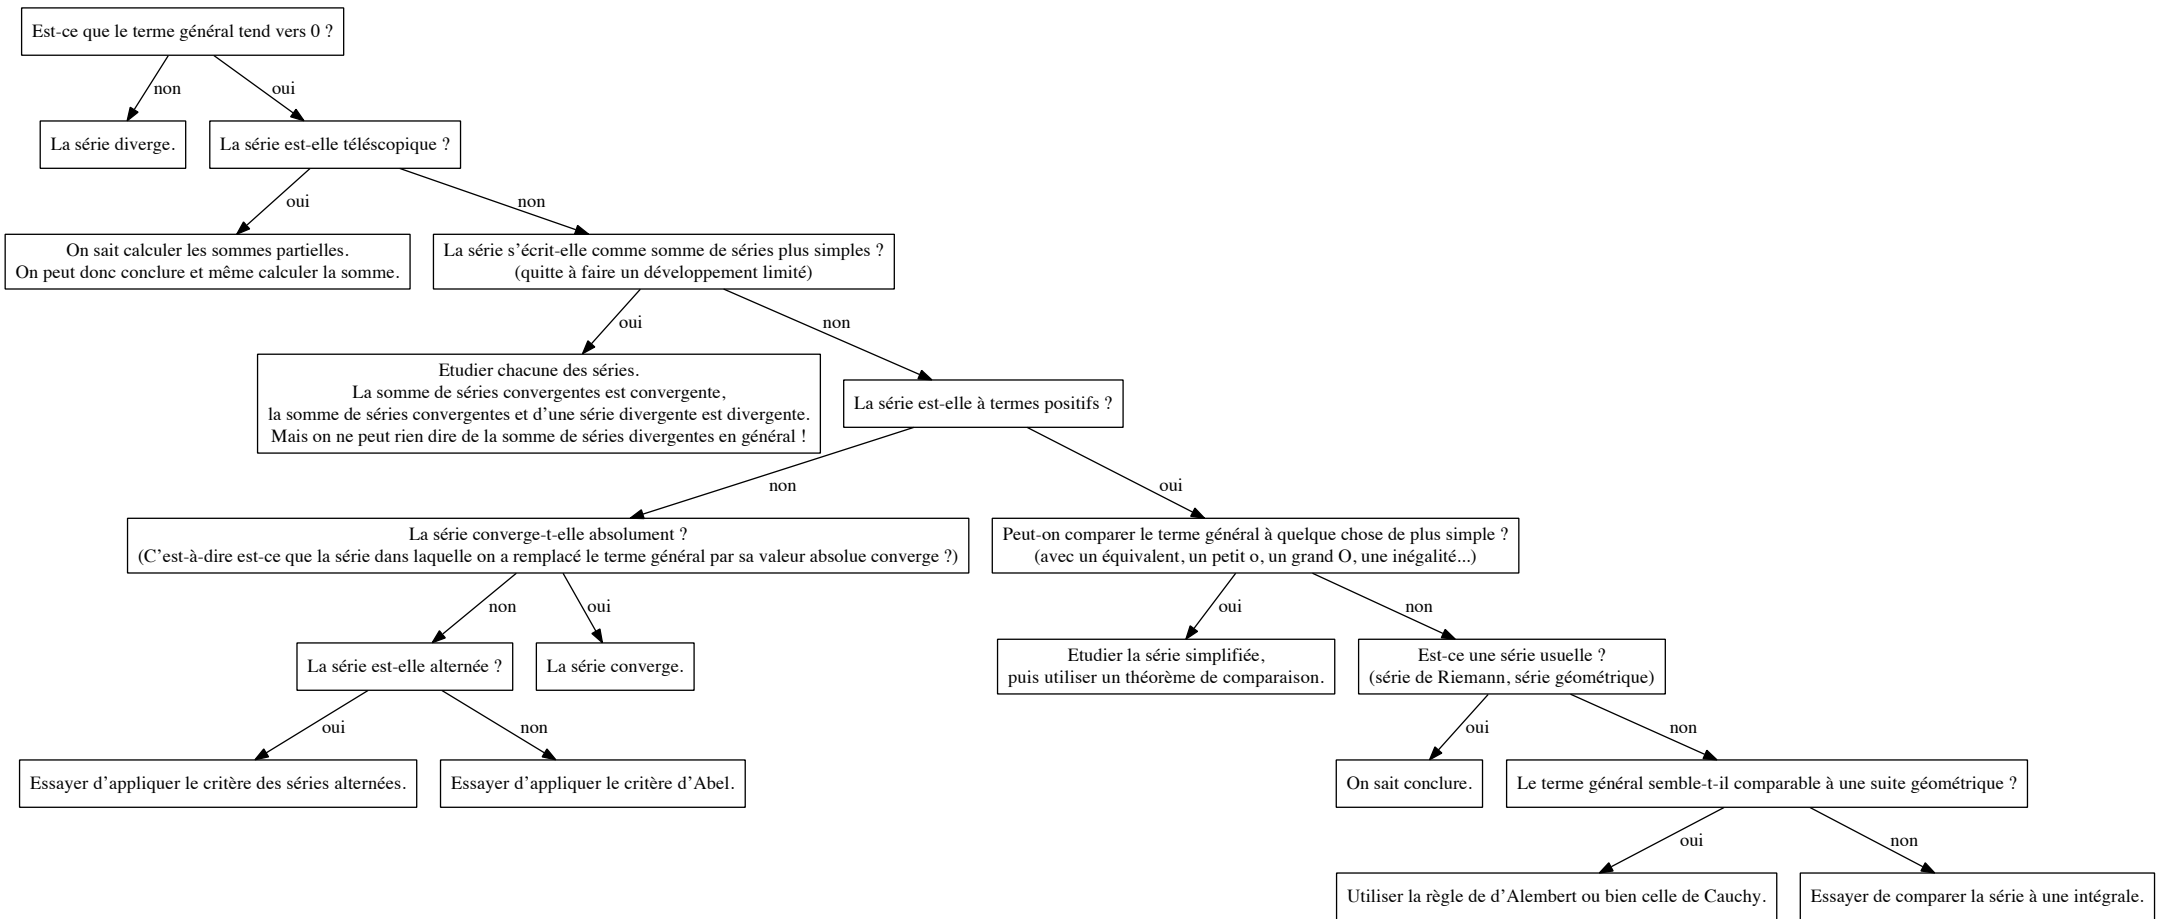 Est-ce que le terme général tend vers 0 ?
non
oui
La série diverge.
La série est-elle téléscopique ?
oui
non
On sait calculer les sommes partielles.
On peut donc conclure et même calculer la somme.
La série s'écrit-elle comme somme de séries plus simples ?
(quitte à faire un développement limité)
oui
non
Etudier chacune des séries.
La somme de séries convergentes est convergente,
la somme de séries convergentes et d'une série divergente est divergente.
Mais on ne peut rien dire de la somme de séries divergentes en général !
La série est-elle à termes positifs ?
non
oui
La série converge-t-elle absolument ?
(C'est-à-dire est-ce que la série dans laquelle on a remplacé le terme général par sa valeur absolue converge ?)
Peut-on comparer le terme général à quelque chose de plus simple ?
(avec un équivalent, un petit o, un grand O, une inégalité...)
non
oui
oui
non
La série est-elle alternée ?
La série converge.
Etudier la série simplifiée,
puis utiliser un théorème de comparaison.
Est-ce une série usuelle ?
(série de Riemann, série géométrique)
oui
non
oui
non
Essayer d'appliquer le critère des séries alternées.
Essayer d'appliquer le critère d'Abel.
On sait conclure.
Le terme général semble-t-il comparable à une suite géométrique ?
oui
non
Utiliser la règle de d'Alembert ou bien celle de Cauchy.
Essayer de comparer la série à une intégrale.